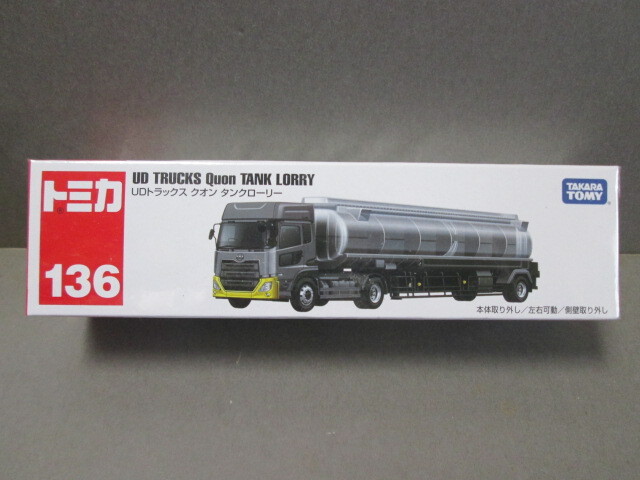 トミカ
136
UD TRUCKS Quon TANK LORRY
UDトラックス クオン タンクローリー
TAKARA
TOMY
本体取り外し／左右可動／側壁取り外し